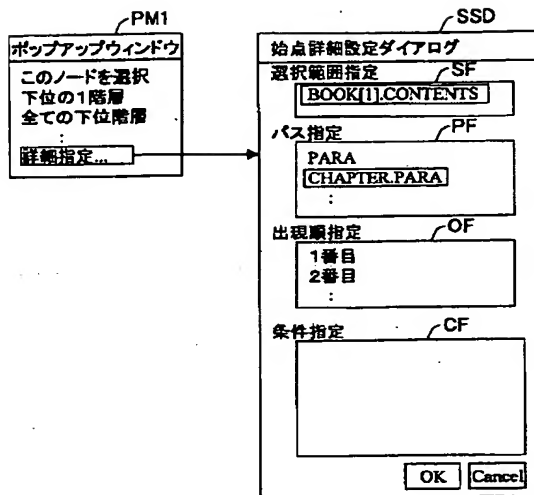 PM1
ポップアップウィンドウ
このノードを選択
下位の1階層
全ての下位階層
:
詳細指定...
SSD
始点詳細設定ダイアログ
選択範囲指定
SF
BOOK[1].CONTENTS
パス指定
PF
PARA
CHAPTER.PARA
:
出現順指定
OF
1番目
2番目
:
条件指定
CF
OK
Cancel